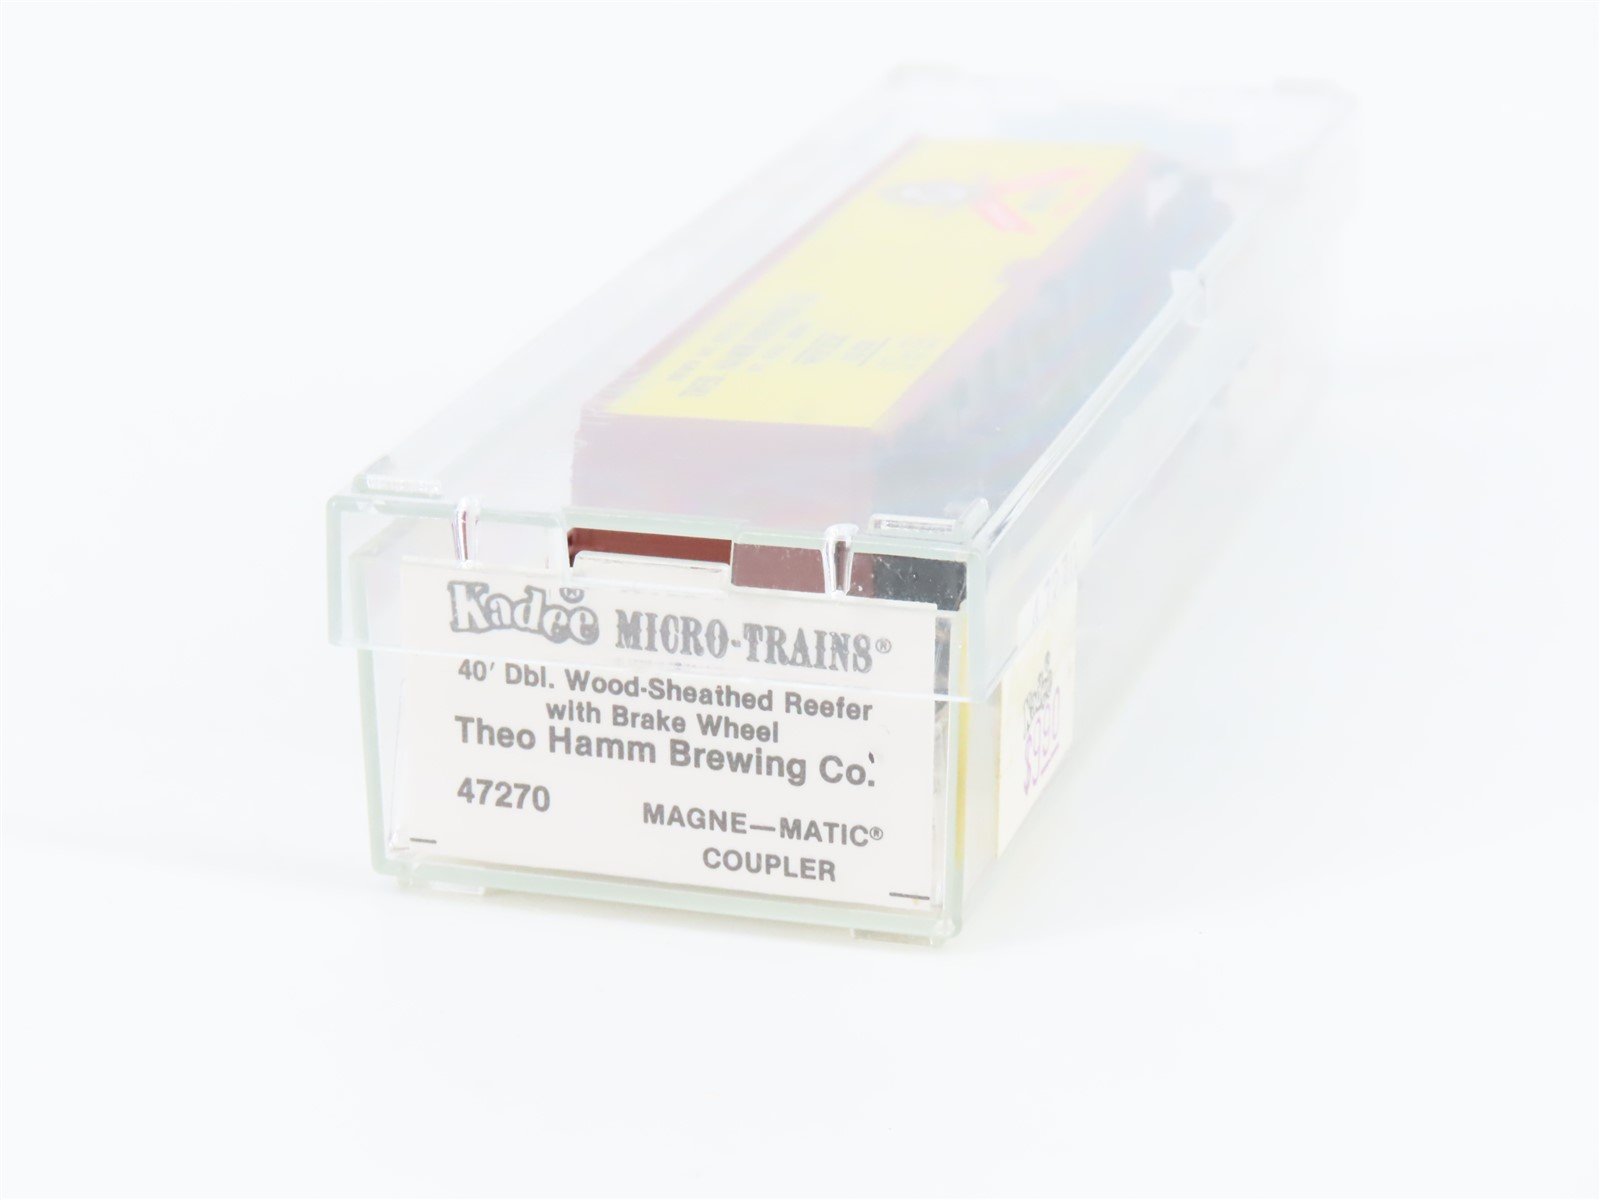 Kadee® MICRO-TRAINS®
40' Dbl. Wood-Sheathed Reefer
with Brake Wheel
Theo Hamm Brewing Co.
47270
MAGNE—MATIC®
COUPLER